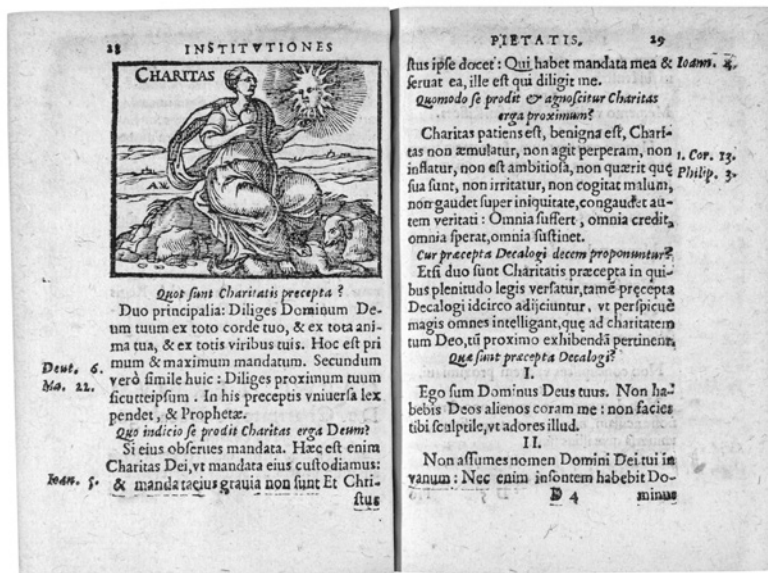 28 INSTITVTIONES
CHARITAS
Quot sunt Charitatis precepta ?
Duo principalia: Diliges Dominum De-
um tuum ex toto corde tuo, & ex tota ani-
ma tua, & ex totis viribus tuis. Hoc est pri
Deut. 6. mum & maximum mandatum. Secundum
Ma. 22. verò simile huic : Diliges proximum tuum
sicutteipsum . In his preceptis vniuersa lex
pendet, & Prophetæ.
Quo indicio se prodit Charitas erga Deum?
Si eius obserues mandata. Hæc est enim
Charitas Dei, vt mandata eius custodiamus:
Ioan. 5. & mandata eius grauia non sunt Et Chri-
stus
PIETATIS. 29
stus ipse docet : Qui habet mandata mea & Ioann. 4.
seruat ea, ille est qui diligit me.
Quomodo se prodit & agnoscitur Charitas
erga proximum?
Charitas patiens est, benigna est, Chari-
tas non æmulatur, non agit perperam, non 1. Cor. 13.
inflatur, non est ambitiosa, non quærit quę Philip. 3.
sua sunt, non irritatur, non cogitat malum,
non gaudet super iniquitate, congaudet au-
tem veritati : Omnia suffert, omnia credit,
omnia sperat, omnia sustinet.
Cur præcepta Decalogi decem proponuntur?
Etsi duo sunt Charitatis præcepta in qui-
bus plenitudo legis versatur, tamẽ pręcepta
Decalogi idcirco adijciuntur, vt perspicuè
magis omnes intelligant, quę ad charitatem
tum Deo, tũ proximo exhibendã pertinent.
Quæ sunt præcepta Decalogi?
I.
Ego sum Dominus Deus tuus. Non ha-
bebis Deos alienos coram me : non facies
tibi sculptile, vt adores illud.
II.
Non assumes nomen Domini Dei tui in
vanum : Nec enim insontem habebit Do-
D 4 minus